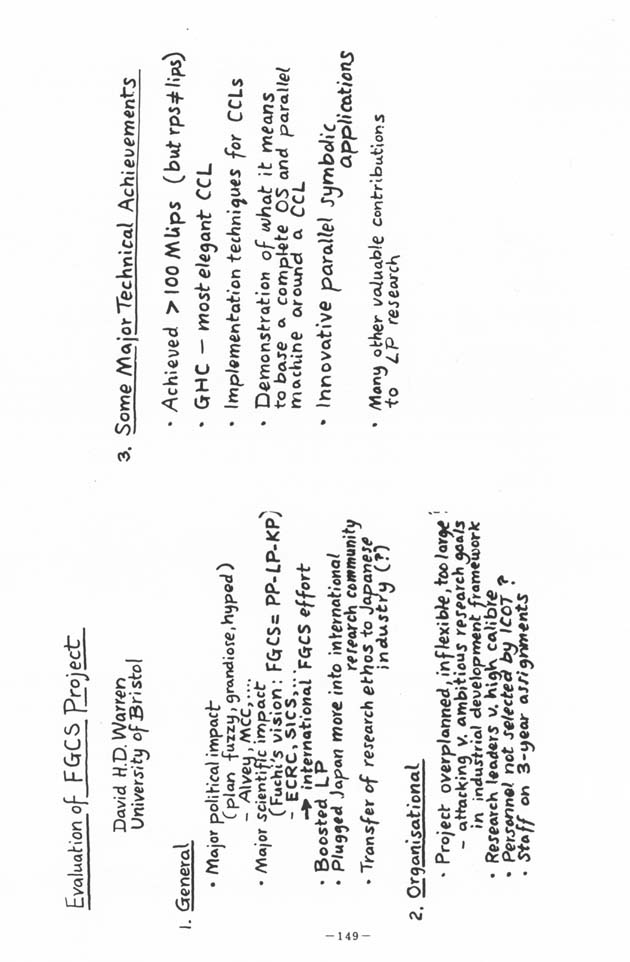 Evaluation of FGCS Project
David H.D. Warren
University of Bristol
1. General
• Major political impact
(plan fuzzy, grandiose, hyped)
- Alvey, MCC,....
• Major scientific impact
(Fuchi's vision: FGCS = PP-LP-KP)
- ECRC, SICS,...
→ international FGCS effort
• Boosted LP
• Plugged Japan more into international
research community
• Transfer of research ethos to Japanese
industry (?)
2. Organisational
• Project overplanned, inflexible, too large!
- attacking v. ambitious research goals
in industrial development framework
• Research leaders v. high calibre
• Personnel not selected by ICOT?
• Staff on 3-year assignments
3. Some Major Technical Achievements
• Achieved > 100 Mlips (but rps≠lips)
• GHC - most elegant CCL
• Implementation techniques for CCLs
• Demonstration of what it means
to base a complete OS and parallel
machine around a CCL
• Innovative parallel symbolic
applications
• Many other valuable contributions
to LP research
-149-